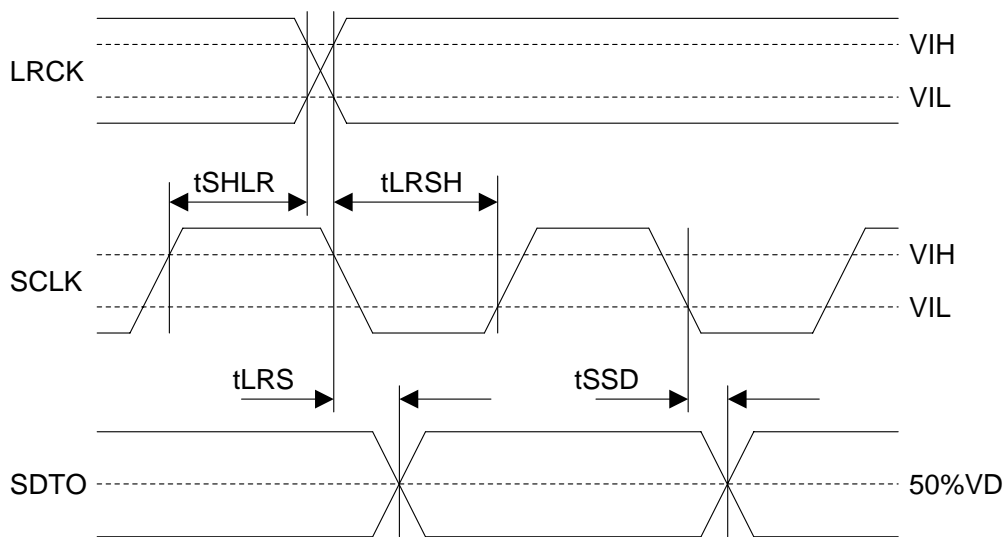 VIH
LRCK
VIL
tSHLR
tLRSH
VIH
SCLK
VIL
tLRS
tSSD
SDTO
50%VD